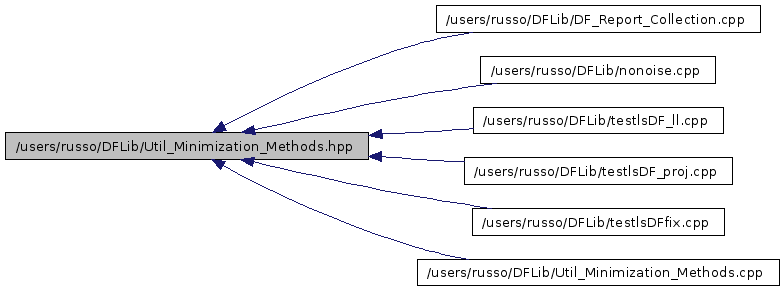 /users/russo/DFLib/DF_Report_Collection.cpp
/users/russo/DFLib/nonoise.cpp
/users/russo/DFLib/testlsDF_ll.cpp
/users/russo/DFLib/Util_Minimization_Methods.hpp
/users/russo/DFLib/testlsDF_proj.cpp
/users/russo/DFLib/testlsDFfix.cpp
/users/russo/DFLib/Util_Minimization_Methods.cpp